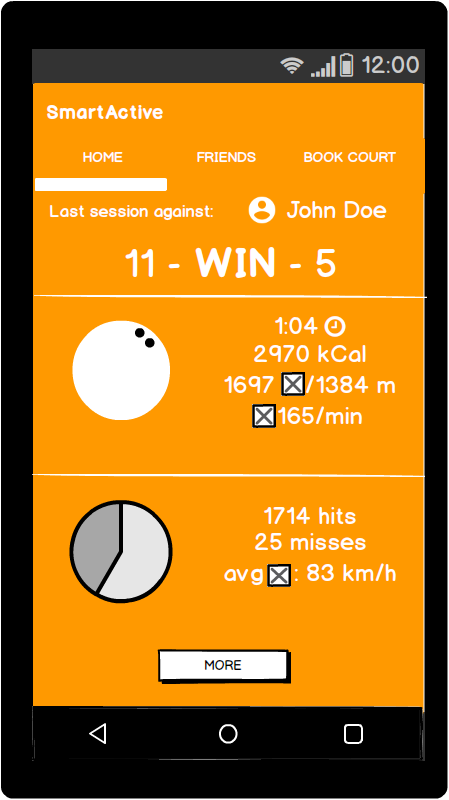 12:00
SmartActive
HOME FRIENDS BOOK COURT
Last session against: John Doe
11 - WIN - 5
1:04
2970 kCal
1697 /1384 m
165/min
1714 hits
25 misses
avg : 83 km/h
MORE